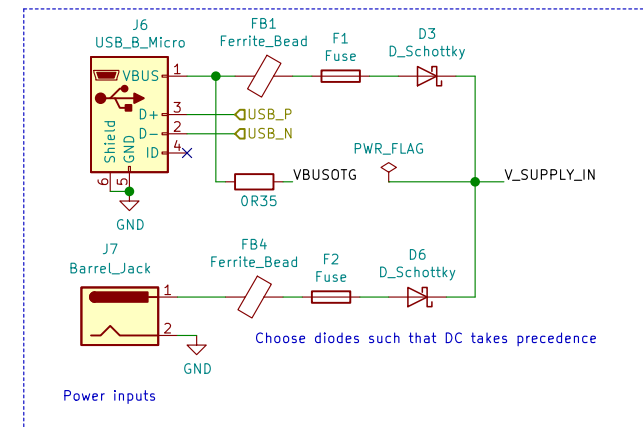 J6
USB_B_Micro
FB1
Ferrite_Bead
F1
Fuse
D3
D_Schottky
VBUS
1
D+
3
USB_P
D-
2
USB_N
ID
4
Shield
GND
6
5
GND
0R35
VBUSOTG
PWR_FLAG
V_SUPPLY_IN
J7
Barrel_Jack
FB4
Ferrite_Bead
F2
Fuse
D6
D_Schottky
1
2
GND
Choose diodes such that DC takes precedence
Power inputs